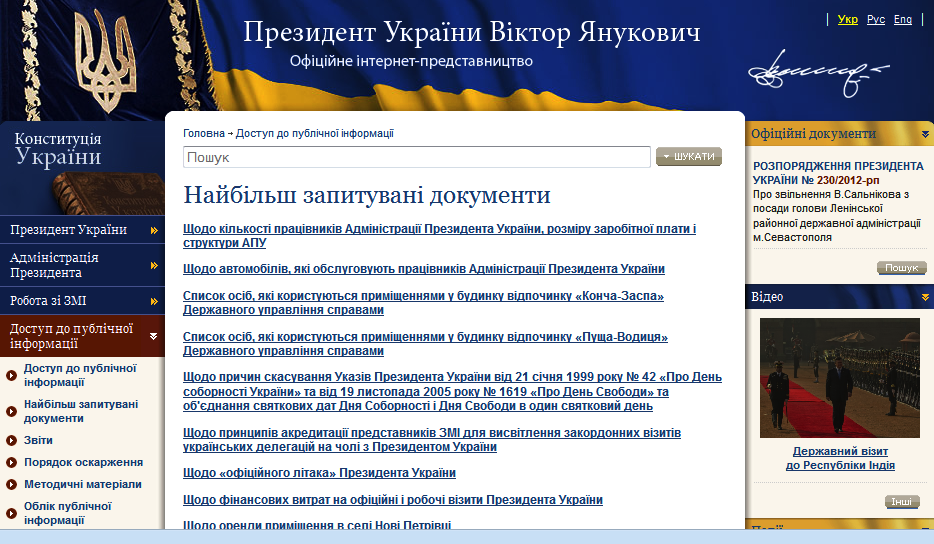 Президент України Віктор Янукович
Офіційне інтернет-представництво
Укр Рус Eng
Конституція
України
Президент України
Адміністрація
Президента
Робота зі ЗМІ
Доступ до публічної
інформації
Доступ до публічної
інформації
Найбільш запитувані
документи
Звіти
Порядок оскарження
Методичні матеріали
Облік публічної
інформації
Головна → Доступ до публічної інформації
Пошук
ШУКАТИ
Найбільш запитувані документи
Щодо кількості працівників Адміністрації Президента України, розміру заробітної плати і
структури АПУ
Щодо автомобілів, які обслуговують працівників Адміністрації Президента України
Список осіб, які користуються приміщеннями у будинку відпочинку «Конча-Заспа»
Державного управління справами
Список осіб, які користуються приміщеннями у будинку відпочинку «Пуща-Водиця»
Державного управління справами
Щодо причин скасування Указів Президента України від 21 січня 1999 року № 42 «Про День
соборності України» та від 19 листопада 2005 року № 1619 «Про День Свободи» та
об'єднання святкових дат Дня Соборності і Дня Свободи в один святковий день
Щодо принципів акредитації представників ЗМІ для висвітлення закордонних візитів
українських делегацій на чолі з Президентом України
Щодо «офіційного літака» Президента України
Щодо фінансових витрат на офіційні і робочі візити Президента України
Щодо оренди приміщення в селі Нові Петрівці
Офіційні документи
РОЗПОРЯДЖЕННЯ ПРЕЗИДЕНТА
УКРАЇНИ № 230/2012-рп
Про звільнення В.Сальнікова з
посади голови Ленінської
районної державної адміністрації
м.Севастополя
Пошук
Відео
Державний візит
до Республіки Індія
Інші
Події